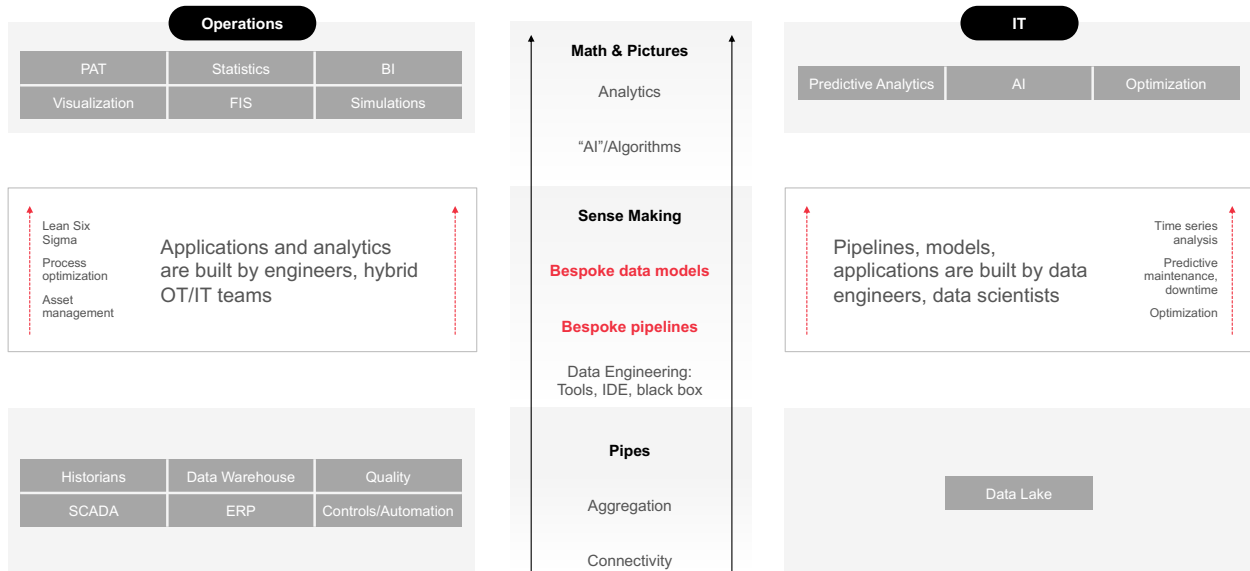 Operations
PAT
Statistics
BI
Visualization
FIS
Simulations
Lean Six
Sigma
Process
optimization
Asset
management
Applications and analytics
are built by engineers, hybrid
OT/IT teams
Historians
Data Warehouse
Quality
SCADA
ERP
Controls/Automation
Math & Pictures
Analytics
“AI”/Algorithms
Sense Making
Bespoke data models
Bespoke pipelines
Data Engineering:
Tools, IDE, black box
Pipes
Aggregation
Connectivity
IT
Predictive Analytics
AI
Optimization
Pipelines, models,
applications are built by data
engineers, data scientists
Time series
analysis
Predictive
maintenance,
downtime
Optimization
Data Lake